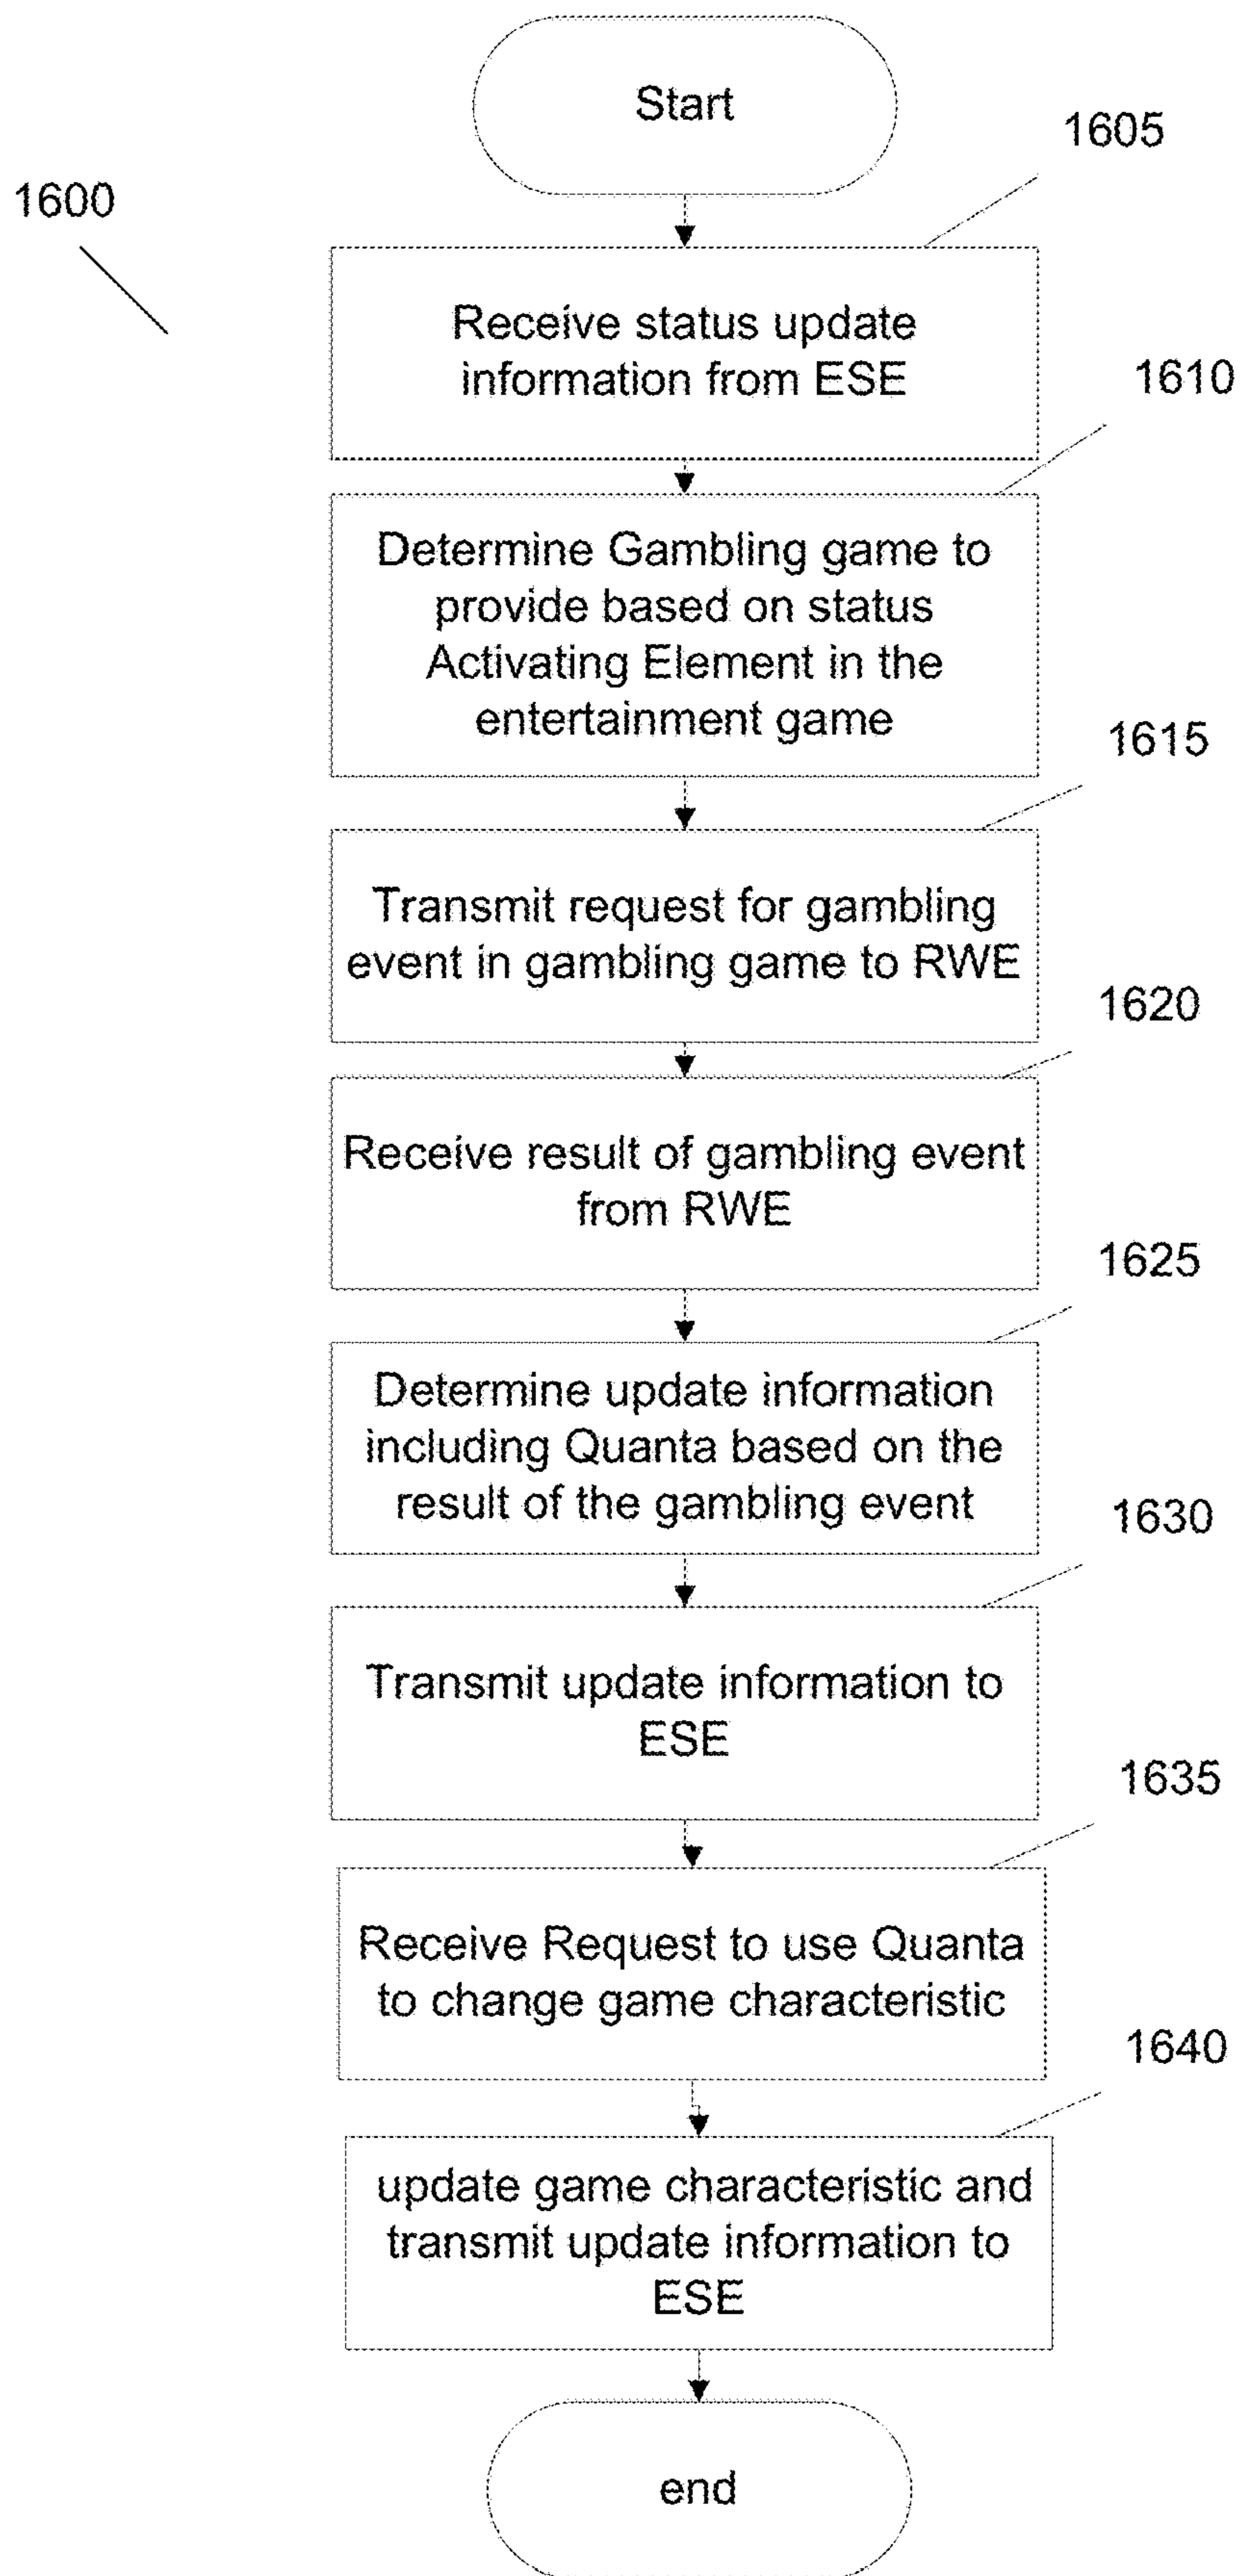 Start
1605
1600
Receive status update
information from ESE
1610
Determine Gambling game to
provide based on status
Activating Element in the
entertainment game
1615
Transmit request for gambling
event in gambling game to RWE
1620
Receive result of gambling event
from RWE
1625
Determine update information
including Quanta based on the
result of the gambling event
1630
Transmit update information to
ESE
1635
Receive Request to use Quanta
to change game characteristic
1640
update game characteristic and
transmit update information to
ESE
end